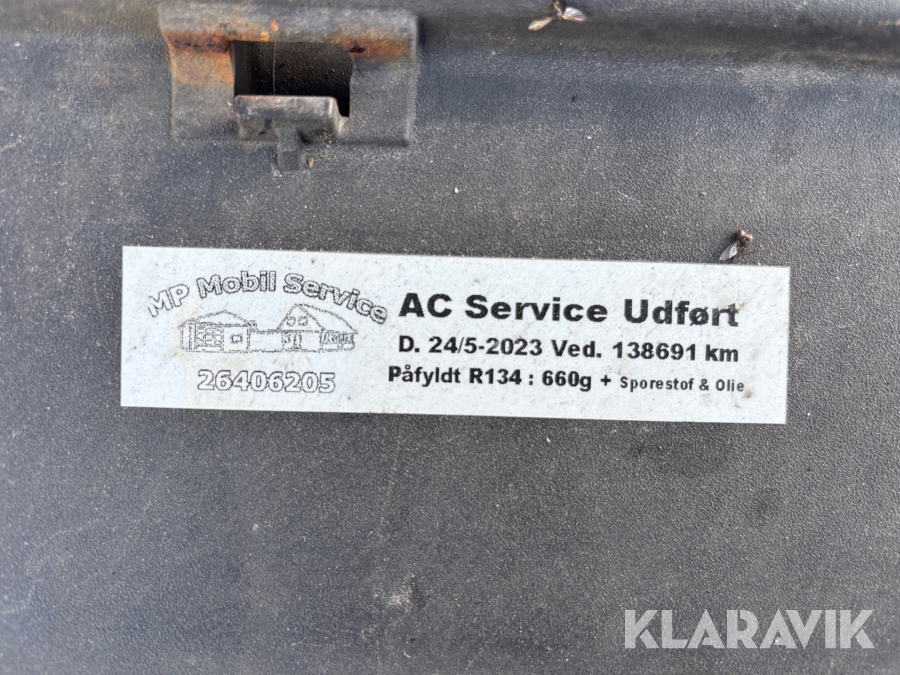 MP Mobil Service
26406205
AC Service Udført
D. 24/5-2023 Ved. 138691 km
Påfyldt R134 : 660g + Sporestof & Olie
KLARAVIK